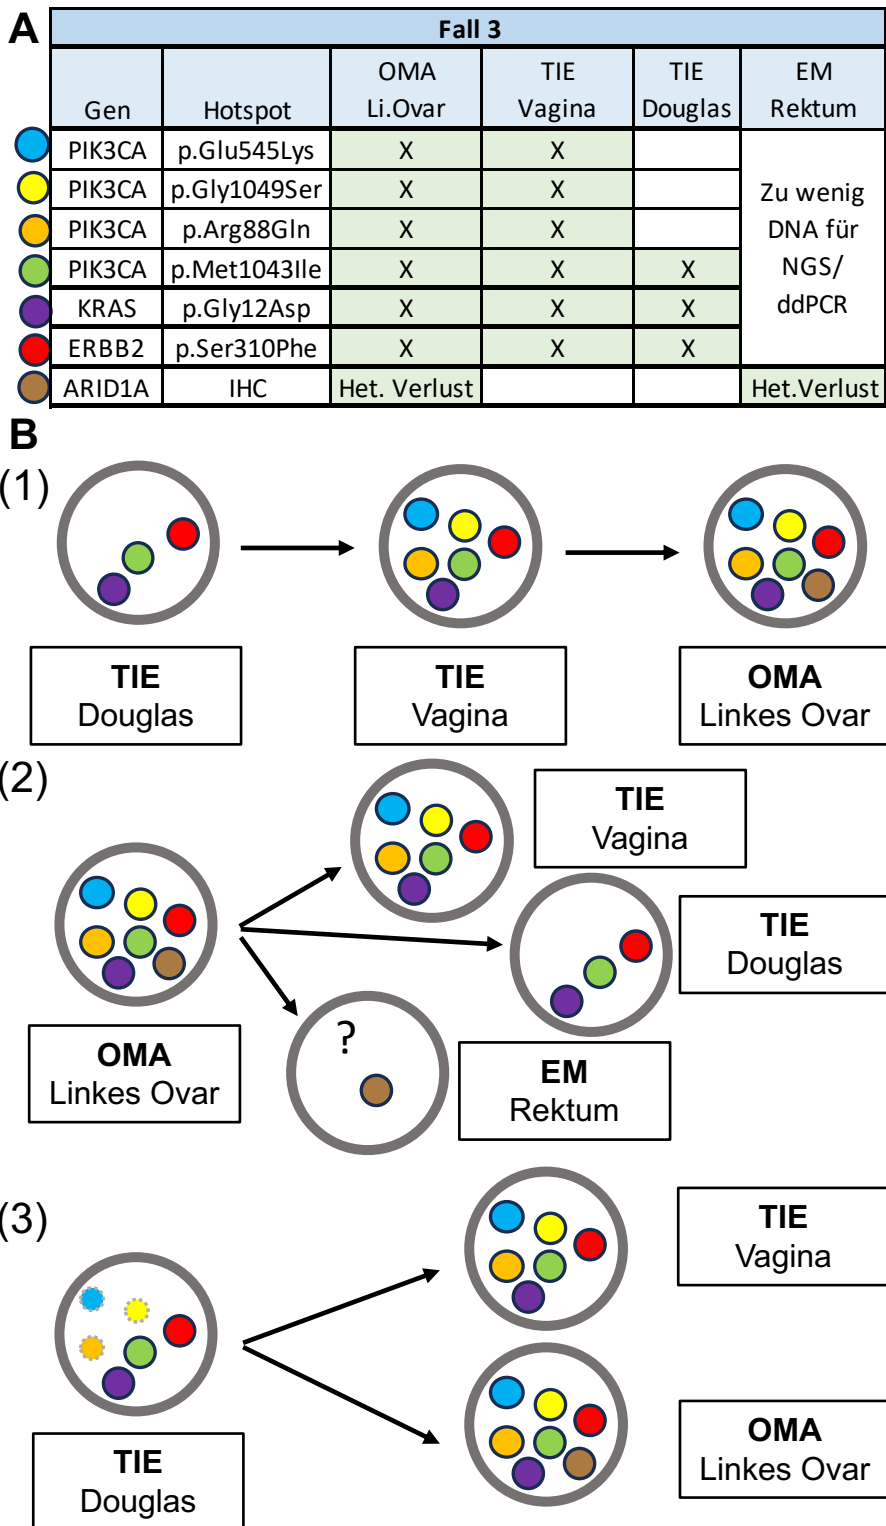 A
Fall 3
Gen Hotspot OMA Li.Ovar TIE Vagina TIE Douglas EM Rektum
PIK3CA p.Glu545Lys X X
PIK3CA p.Gly1049Ser X X
PIK3CA p.Arg88Gln X X
PIK3CA p.Met1043Ile X X X
KRAS p.Gly12Asp X X X
ERBB2 p.Ser310Phe X X X
Zu wenig
DNA für
NGS/
ddPCR
ARID1A IHC Het. Verlust Het.Verlust
B
(1)
TIE
Douglas
TIE
Vagina
OMA
Linkes Ovar
(2)
TIE
Vagina
TIE
Douglas
OMA
Linkes Ovar
?
EM
Rektum
(3)
TIE
Vagina
TIE
Douglas
OMA
Linkes Ovar